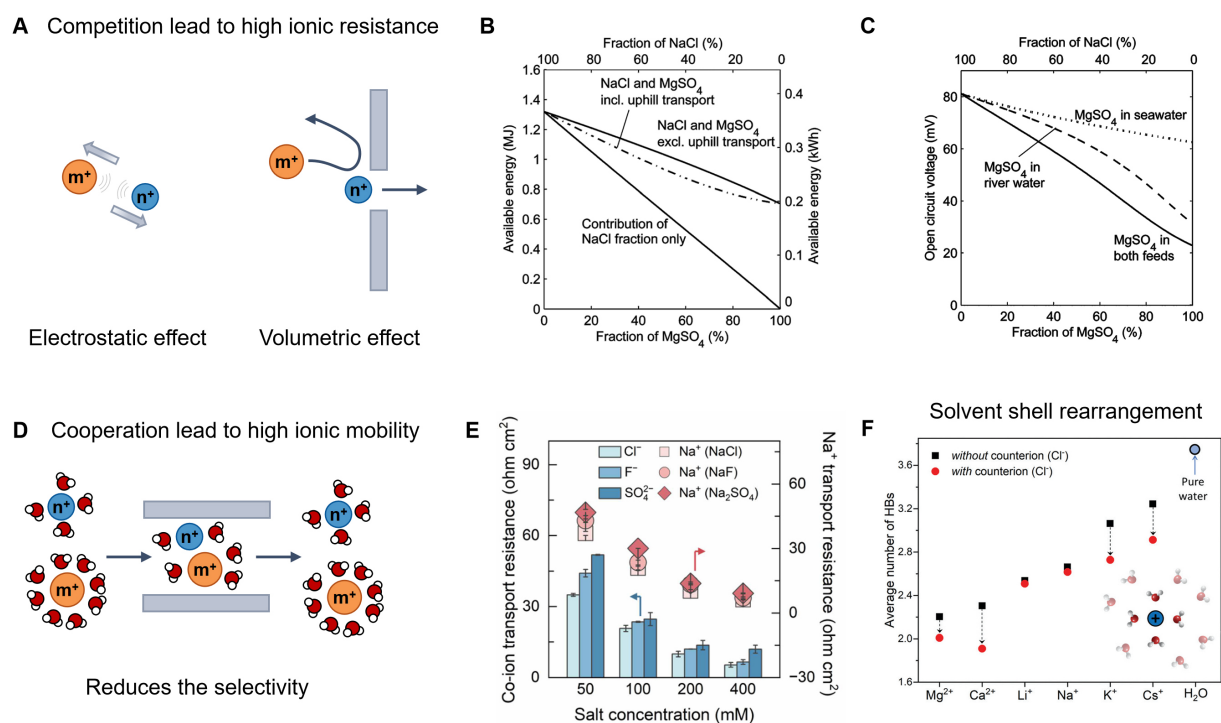 A Competition lead to high ionic resistance
m⁺
n⁺
m⁺
n⁺
Electrostatic effect
Volumetric effect
B
Fraction of NaCl (%)
100 80 60 40 20 0
1.6
1.4
1.2
1
0.8
0.6
0.4
0.2
0
Available energy (MJ)
NaCl and MgSO₄
incl. uphill transport
NaCl and MgSO₄
excl. uphill transport
Contribution of
NaCl fraction only
0.4
0.3
0.2
0.1
0
Available energy (kWh)
0 20 40 60 80 100
Fraction of MgSO₄ (%)
C
Fraction of NaCl (%)
100 80 60 40 20 0
80
60
40
20
0
Open circuit voltage (mV)
MgSO₄ in seawater
MgSO₄ in
river water
MgSO₄ in
both feeds
0 20 40 60 80 100
Fraction of MgSO₄ (%)
D Cooperation lead to high ionic mobility
n⁺
m⁺
n⁺
m⁺
n⁺
m⁺
Reduces the selectivity
E
90
60
30
0
Co-ion transport resistance (ohm cm²)
Cl⁻
F⁻
SO₄²⁻
Na⁺ (NaCl)
Na⁺ (NaF)
Na⁺ (Na₂SO₄)
60
30
0
−30
Na⁺ transport resistance
(ohm cm²)
50 100 200 400
Salt concentration (mM)
Solvent shell rearrangement
F
3.6
3.2
2.8
2.4
2.0
1.6
Average number of HBs
without counterion (Cl⁻)
with counterion (Cl⁻)
Pure
water
+
Mg²⁺ Ca²⁺ Li⁺ Na⁺ K⁺ Cs⁺ H₂O